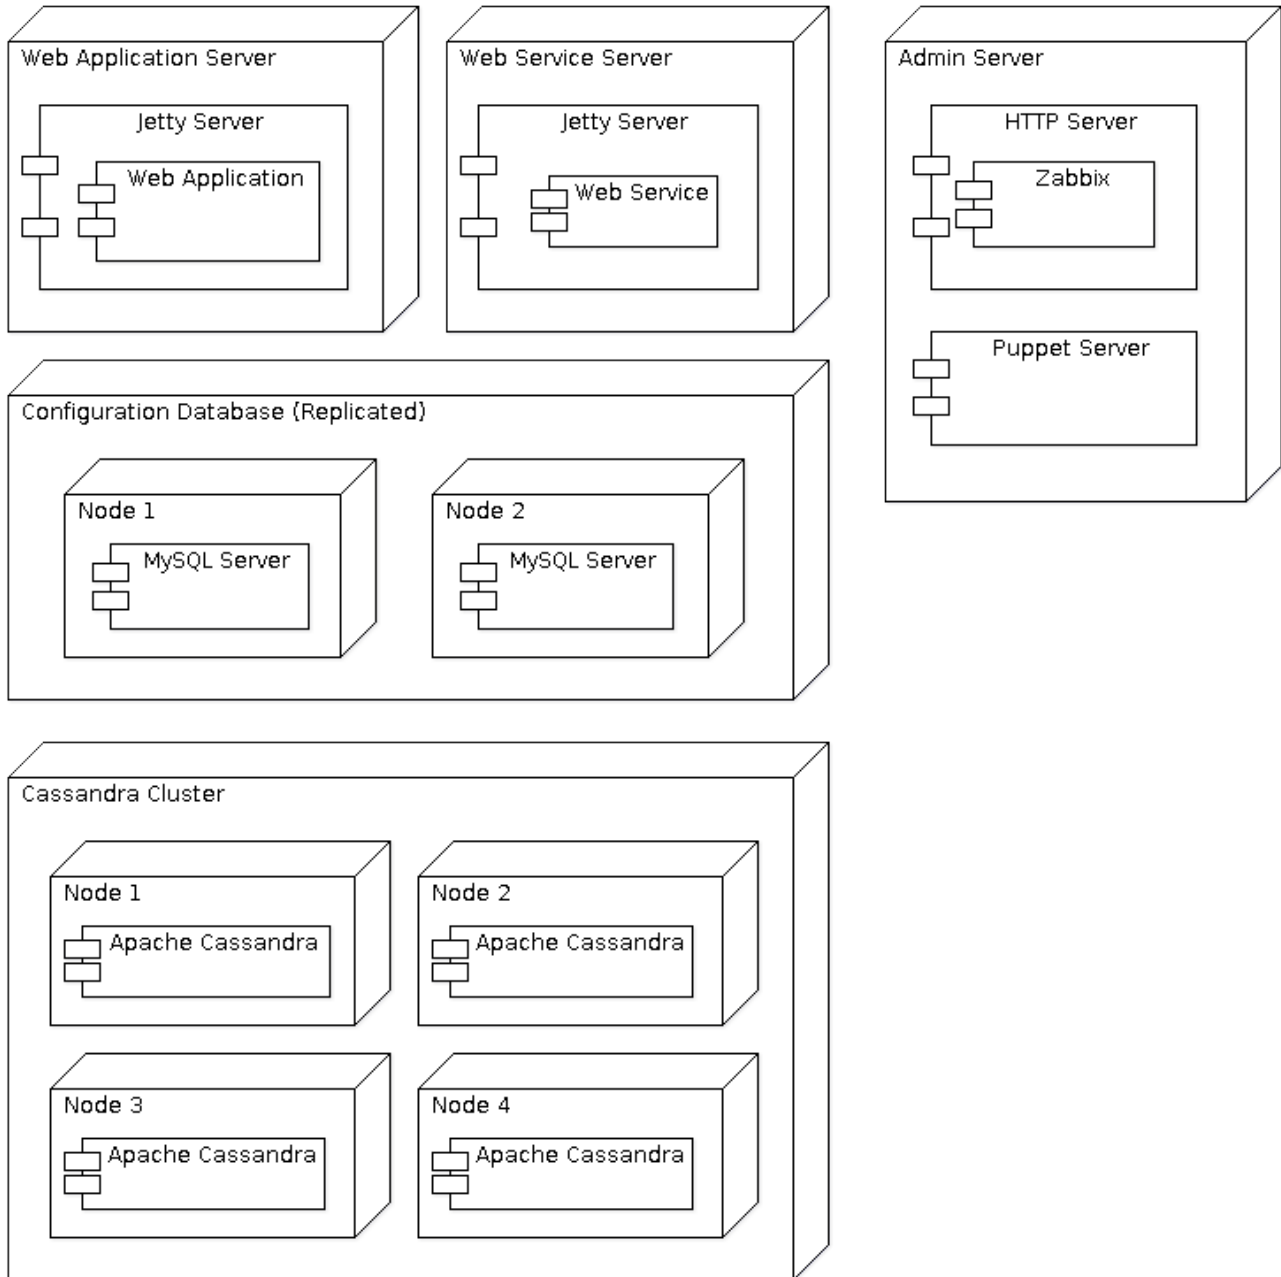 Web Application Server
Jetty Server
Web Application
Web Service Server
Jetty Server
Web Service
Admin Server
HTTP Server
Zabbix
Puppet Server
Configuration Database (Replicated)
Node 1
MySQL Server
Node 2
MySQL Server
Cassandra Cluster
Node 1
Apache Cassandra
Node 2
Apache Cassandra
Node 3
Apache Cassandra
Node 4
Apache Cassandra